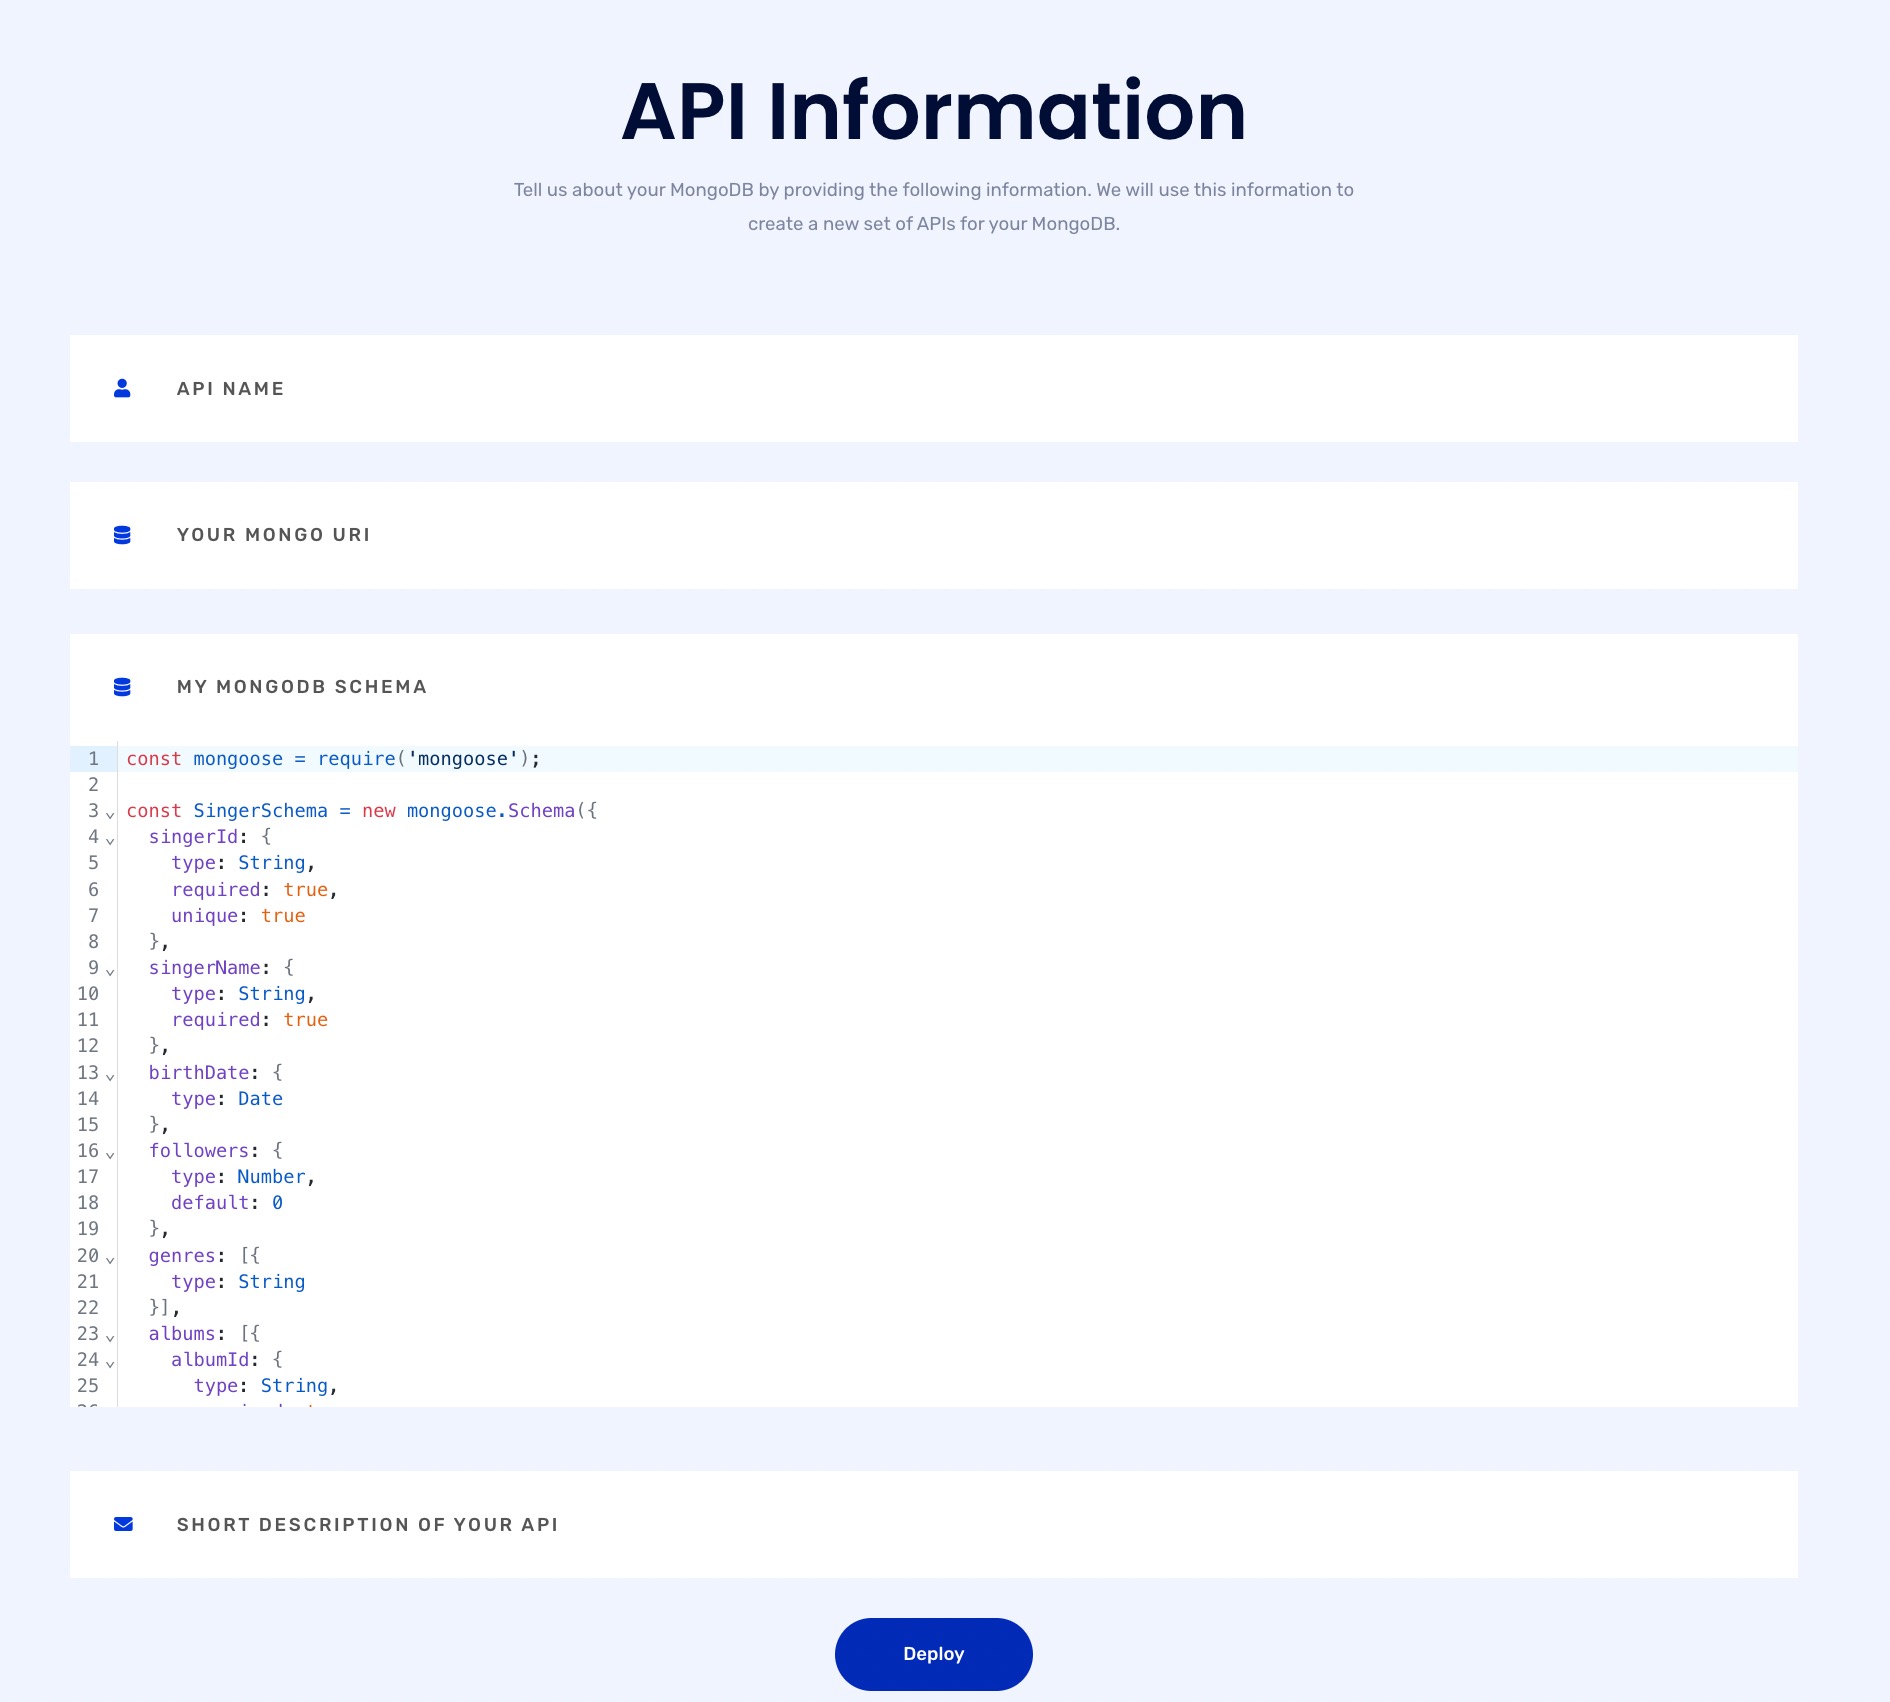 API Information
Tell us about your MongoDB by providing the following information. We will use this information to
create a new set of APIs for your MongoDB.
API NAME
YOUR MONGO URI
MY MONGODB SCHEMA
1 const mongoose = require('mongoose');
2
3 const SingerSchema = new mongoose.Schema({
4   singerId: {
5     type: String,
6     required: true,
7     unique: true
8   },
9   singerName: {
10     type: String,
11     required: true
12   },
13   birthDate: {
14     type: Date
15   },
16   followers: {
17     type: Number,
18     default: 0
19   },
20   genres: [{
21     type: String
22   }],
23   albums: [{
24     albumId: {
25       type: String,
SHORT DESCRIPTION OF YOUR API
Deploy